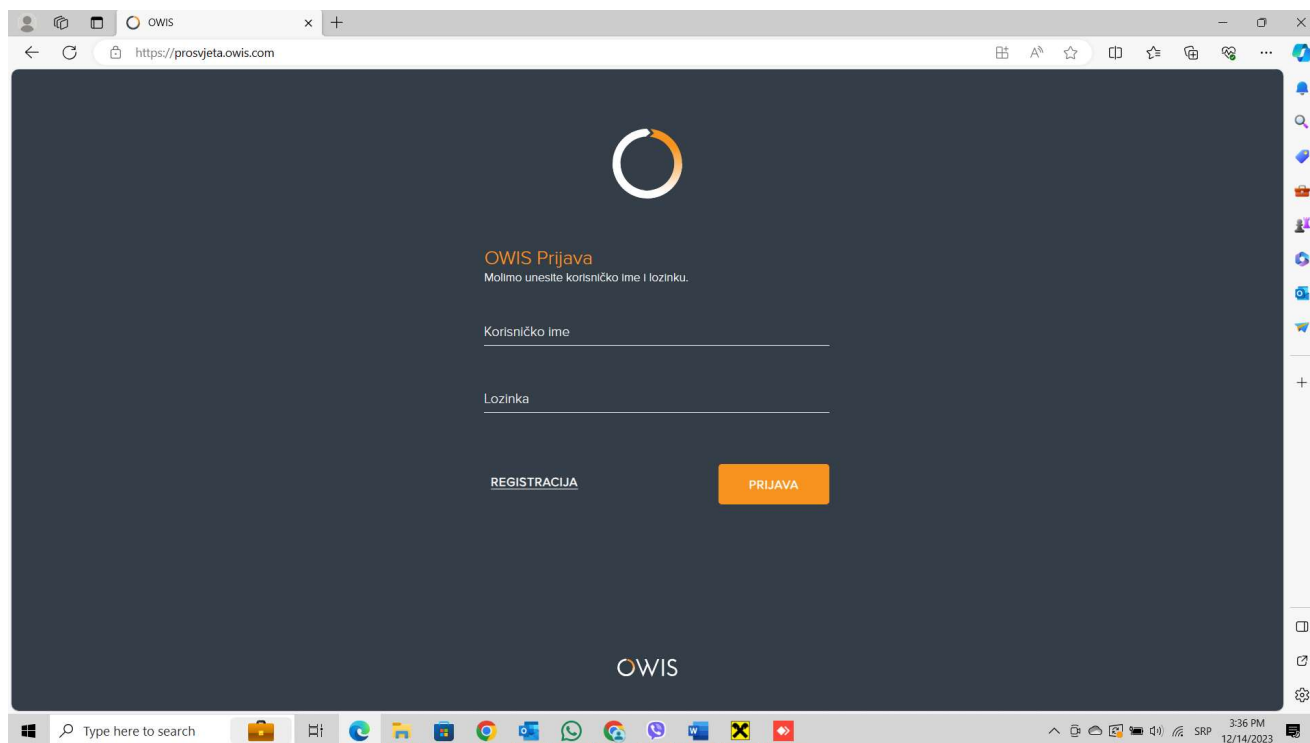 OWIS
https://prosvjeta.owis.com
OWIS Prijava
Molimo unesite korisničko ime i lozinku.
Korisničko ime
Lozinka
REGISTRACIJA
PRIJAVA
OWIS
Type here to search
SRP
3:36 PM
12/14/2023